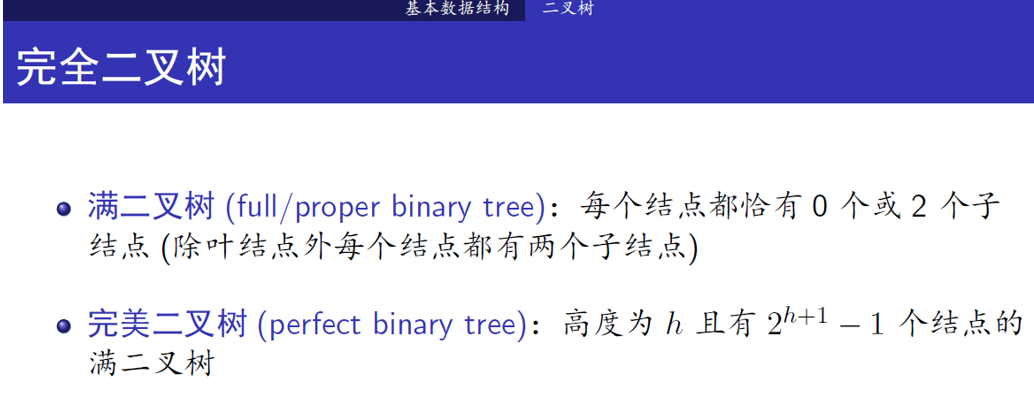 基本数据结构 二叉树
完全二叉树
满二叉树 (full/proper binary tree)：每个结点都恰有 0 个或 2 个子
结点 (除叶结点外每个结点都有两个子结点)
完美二叉树 (perfect binary tree)：高度为 h 且有 2^{h+1} − 1 个结点的
满二叉树